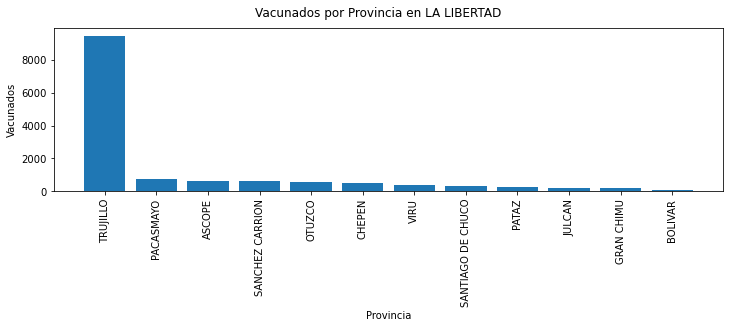 Vacunados por Provincia en LA LIBERTAD
Vacunados
8000
6000
4000
2000
0
TRUJILLO
PACASMAYO
ASCOPE
SANCHEZ CARRION
OTUZCO
CHEPEN
VIRU
SANTIAGO DE CHUCO
PATAZ
JULCAN
GRAN CHIMU
BOLIVAR
Provincia